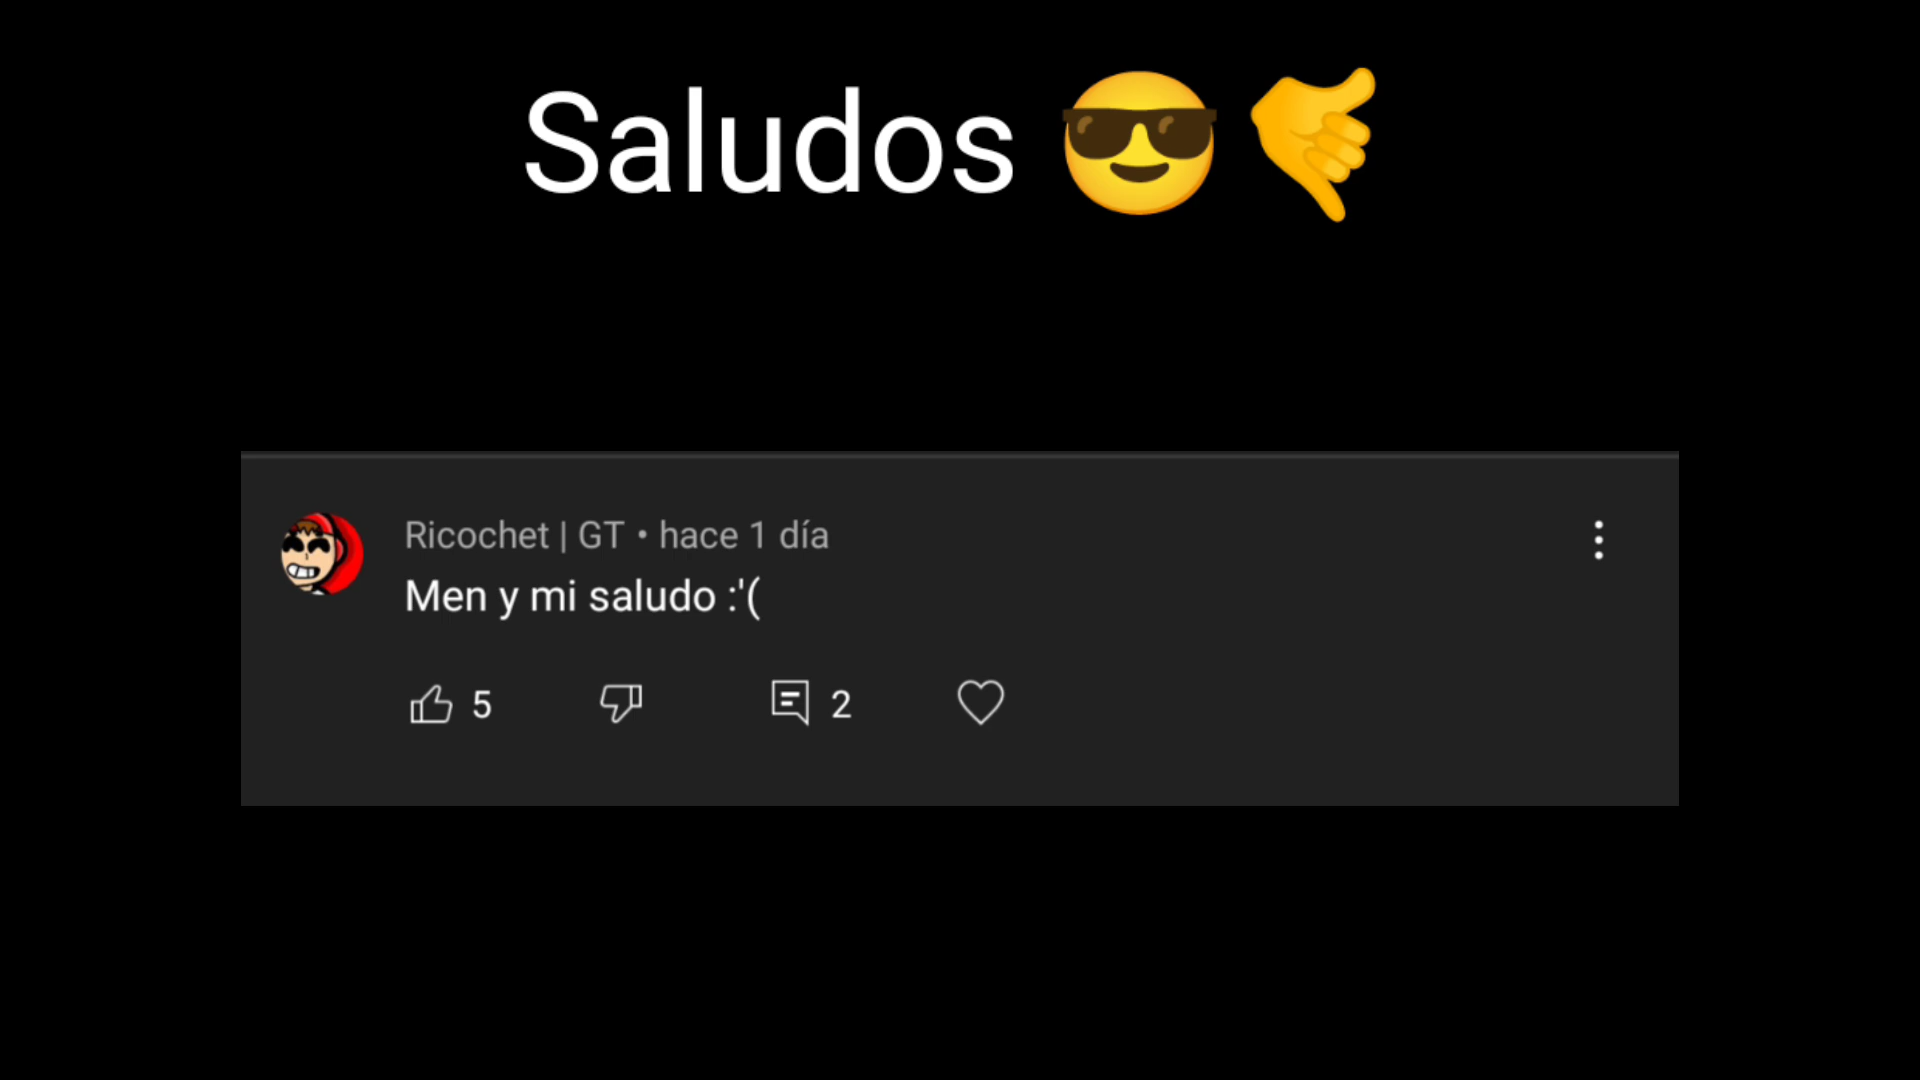 Saludos 😎🤙
Ricochet | GT • hace 1 día
Men y mi saludo :'(
5 2